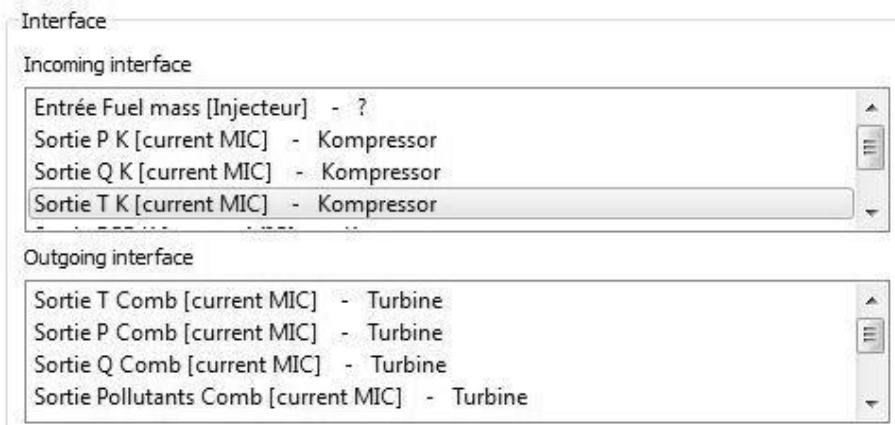 Interface
Incoming interface
Entrée Fuel mass [Injecteur] - ?
Sortie P K [current MIC] - Kompressor
Sortie Q K [current MIC] - Kompressor
Sortie T K [current MIC] - Kompressor
Outgoing interface
Sortie T Comb [current MIC] - Turbine
Sortie P Comb [current MIC] - Turbine
Sortie Q Comb [current MIC] - Turbine
Sortie Pollutants Comb [current MIC] - Turbine